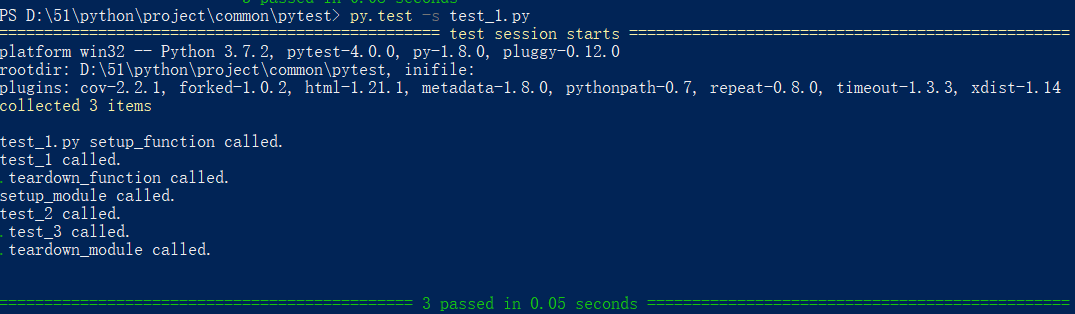 PS D:\51\python\project\common\pytest> py.test -s test_1.py
============================================== test session starts ===============================================
platform win32 -- Python 3.7.2, pytest-4.0.0, py-1.8.0, pluggy-0.12.0
rootdir: D:\51\python\project\common\pytest, inifile:
plugins: cov-2.2.1, forked-1.0.2, html-1.21.1, metadata-1.8.0, pythonpath-0.7, repeat-0.8.0, timeout-1.3.3, xdist-1.14
collected 3 items
test_1.py setup_function called.
test_1 called.
.teardown_function called.
setup_module called.
test_2 called.
.test_3 called.
.teardown_module called.
============================================ 3 passed in 0.05 seconds =============================================